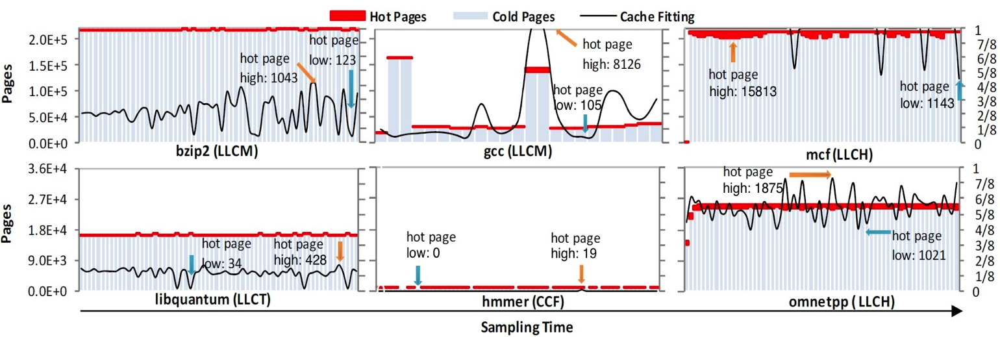 Hot Pages Cold Pages Cache Fitting
Pages
2.0E+5
1.5E+5
1.0E+5
5.0E+4
0.0E+0
hot page
high: 1043
hot page
low: 123
bzip2 (LLCM)
hot page
high: 8126
hot page
low: 105
gcc (LLCM)
hot page
high: 15813
hot page
low: 1143
mcf (LLCH)
1
7/8
6/8
5/8
4/8
3/8
2/8
1/8
0
Pages
3.6E+4
2.7E+4
1.8E+4
9.0E+3
0.0E+0
hot page
low: 34
hot page
high: 428
libquantum (LLCT)
hot page
low: 0
hot page
high: 19
hmmer (CCF)
hot page
high: 1875
hot page
low: 1021
omnetpp ( LLCH)
1
7/8
6/8
5/8
4/8
3/8
2/8
1/8
0
Sampling Time